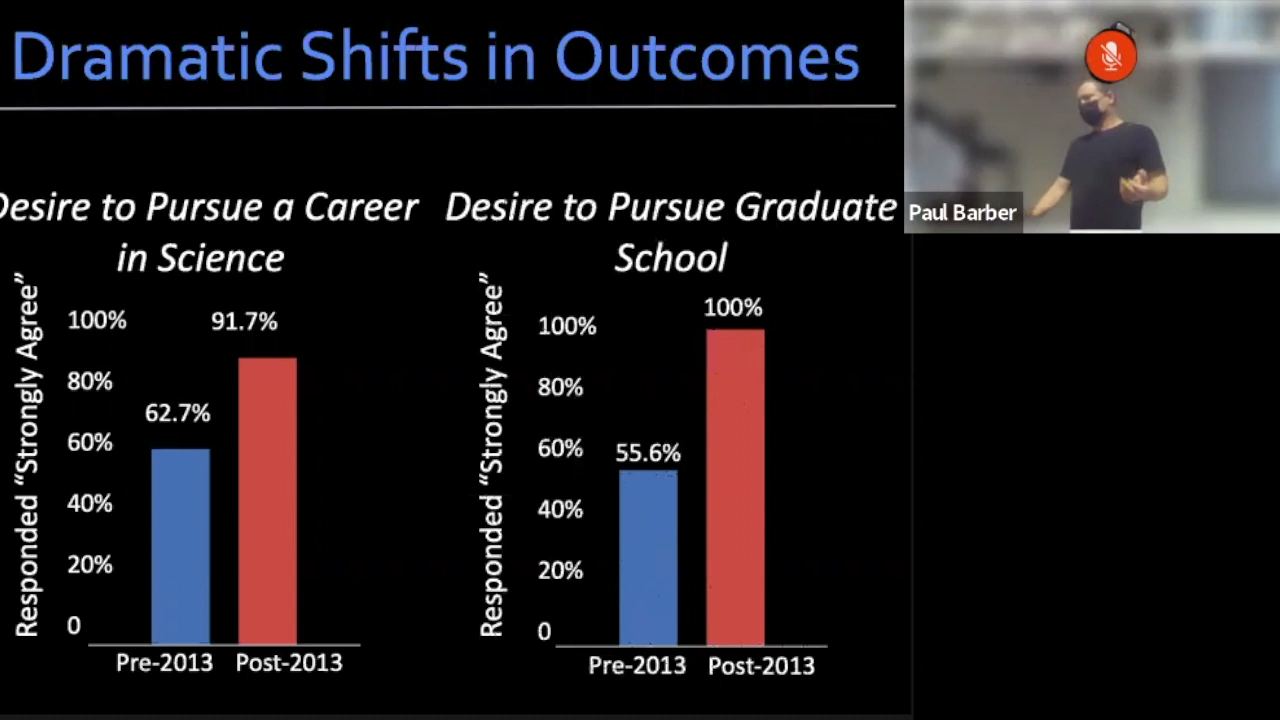 Dramatic Shifts in Outcomes
Paul Barber
Desire to Pursue a Career
in Science
Responded “Strongly Agree”
100%
80%
60%
40%
20%
0
62.7%
91.7%
Pre-2013
Post-2013
Desire to Pursue Graduate
School
Responded “Strongly Agree”
100%
80%
60%
40%
20%
0
55.6%
100%
Pre-2013
Post-2013